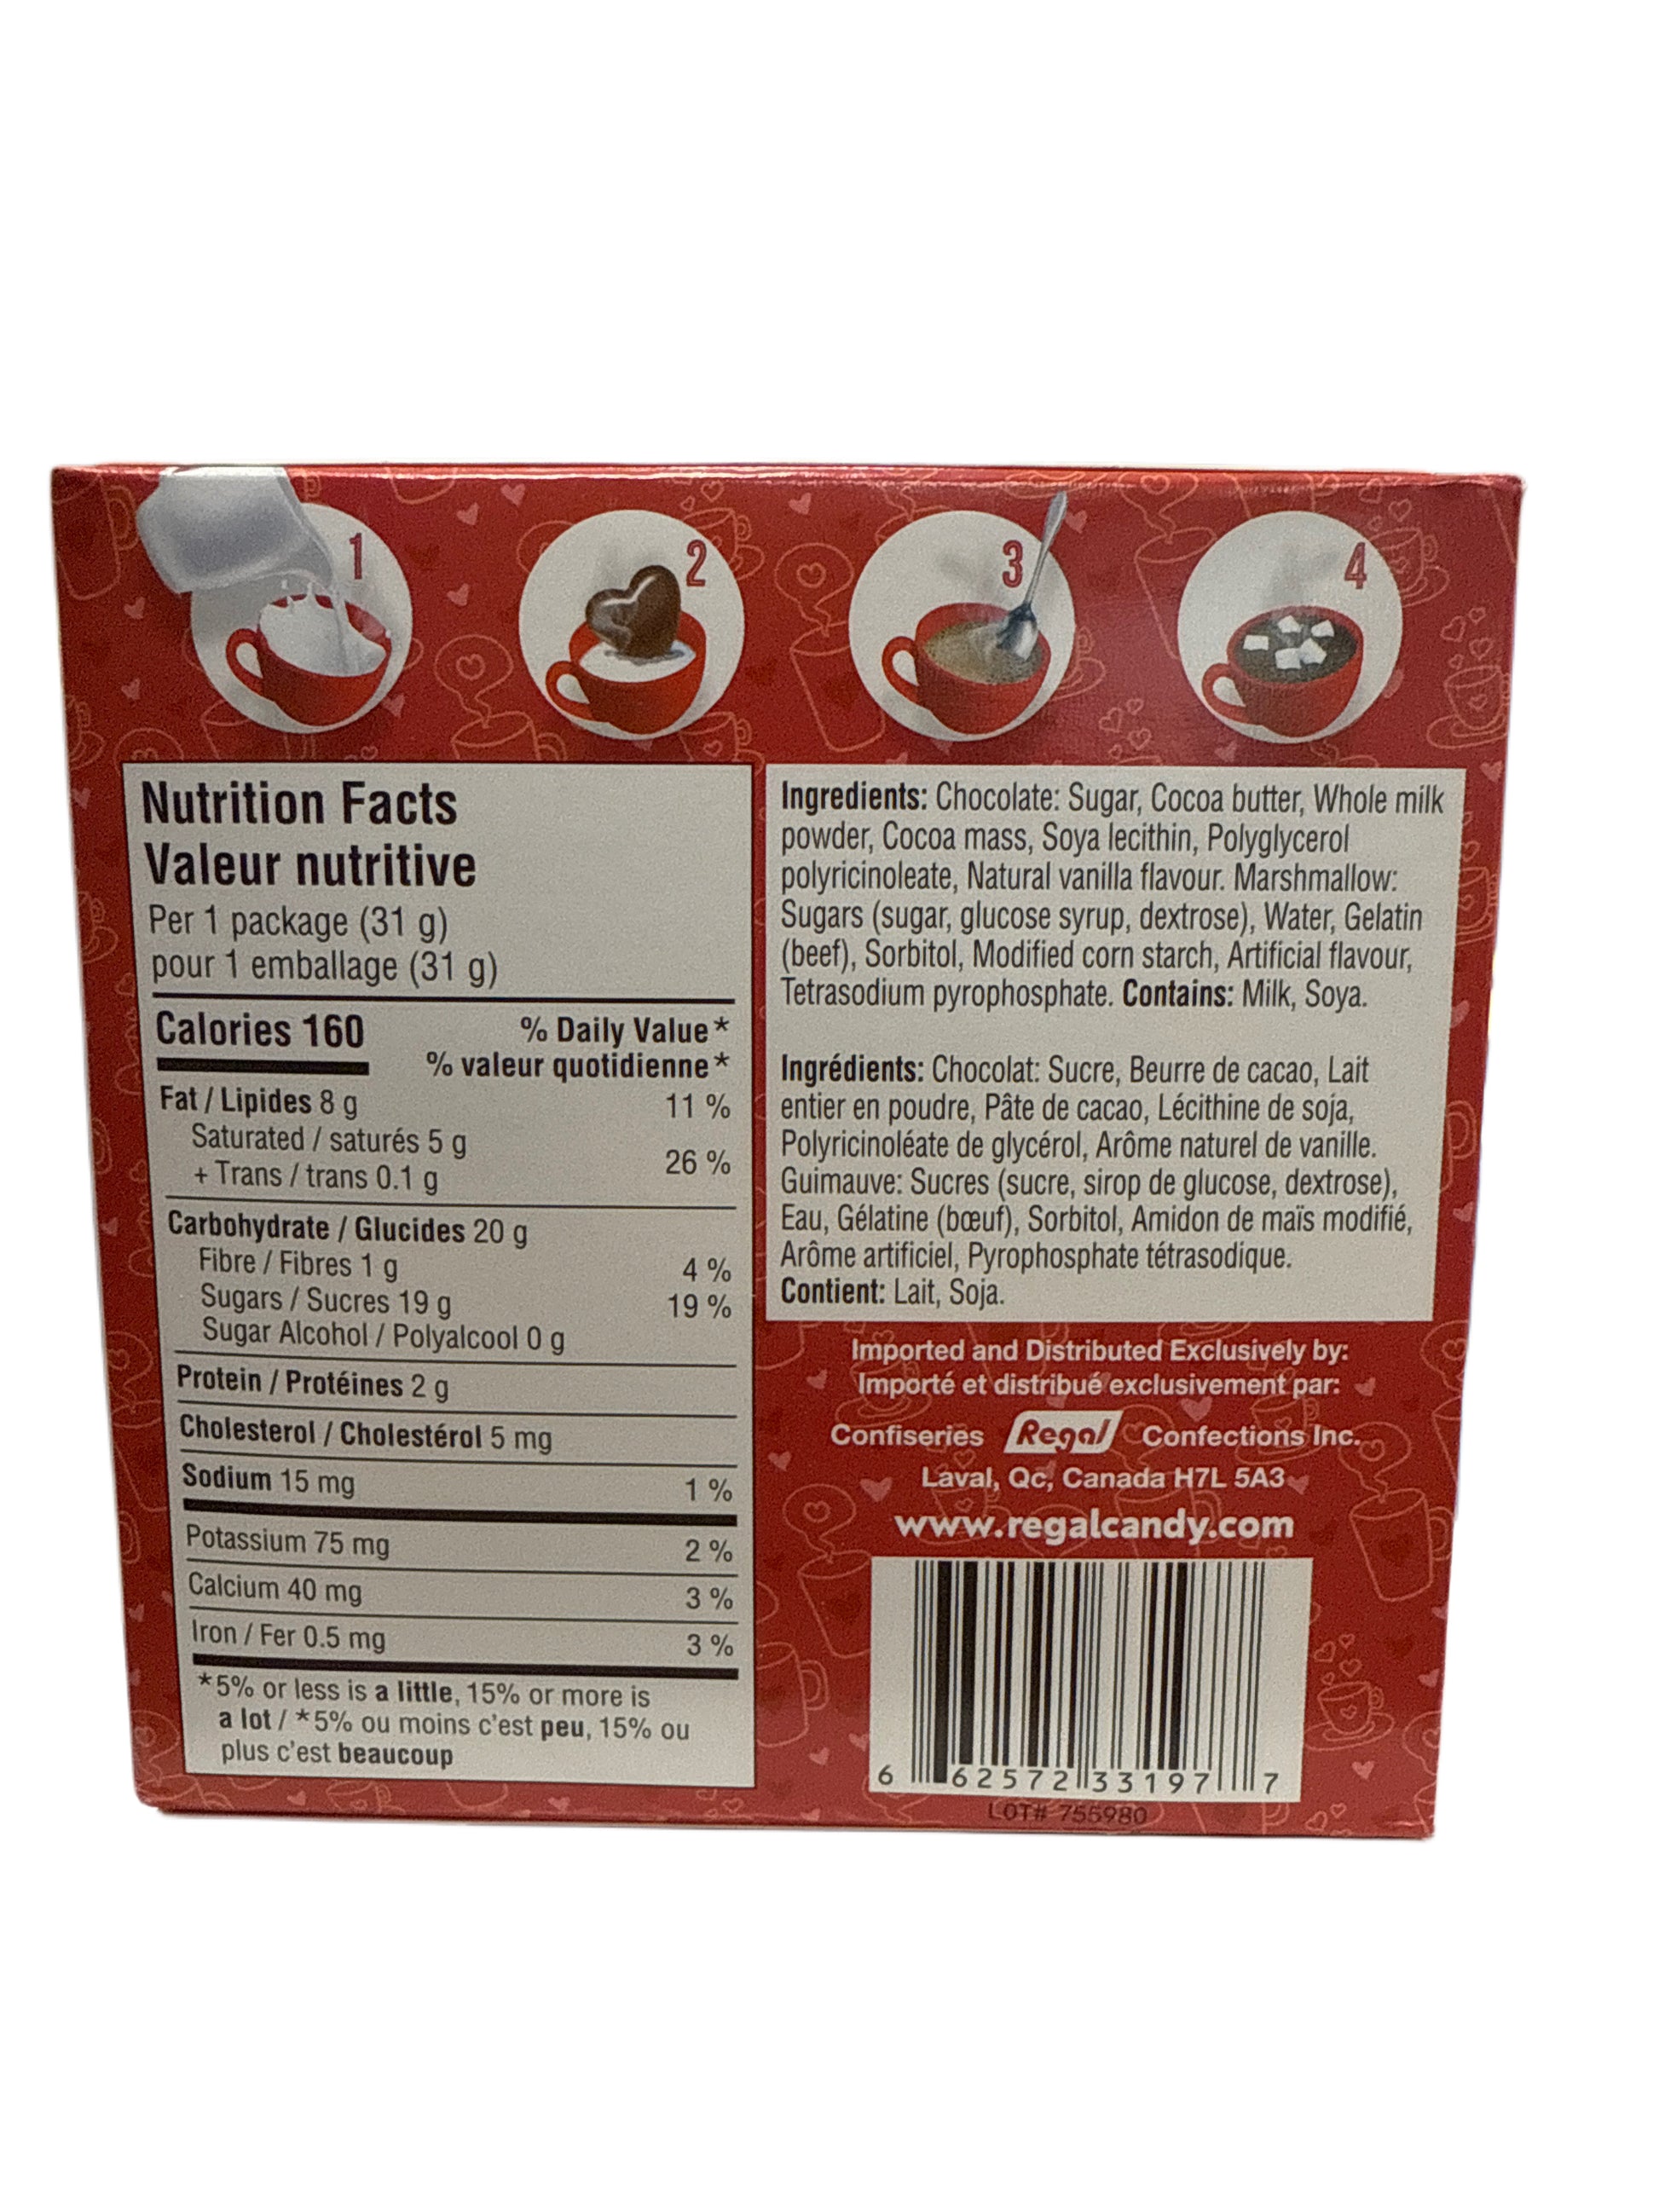 1
2
3
4
Nutrition Facts
Valeur nutritive
Per 1 package (31 g)
pour 1 emballage (31 g)
Calories 160
% Daily Value*
% valeur quotidienne*
Fat / Lipides 8 g 11 %
Saturated / saturés 5 g
+ Trans / trans 0.1 g 26 %
Carbohydrate / Glucides 20 g
Fibre / Fibres 1 g 4 %
Sugars / Sucres 19 g 19 %
Sugar Alcohol / Polyalcool 0 g
Protein / Protéines 2 g
Cholesterol / Cholestérol 5 mg
Sodium 15 mg 1 %
Potassium 75 mg 2 %
Calcium 40 mg 3 %
Iron / Fer 0.5 mg 3 %
*5% or less is a little, 15% or more is
a lot / *5% ou moins c'est peu, 15% ou
plus c'est beaucoup
Ingredients: Chocolate: Sugar, Cocoa butter, Whole milk
powder, Cocoa mass, Soya lecithin, Polyglycerol
polyricinoleate, Natural vanilla flavour. Marshmallow:
Sugars (sugar, glucose syrup, dextrose), Water, Gelatin
(beef), Sorbitol, Modified corn starch, Artificial flavour,
Tetrasodium pyrophosphate. Contains: Milk, Soya.
Ingrédients: Chocolat: Sucre, Beurre de cacao, Lait
entier en poudre, Pâte de cacao, Lécithine de soja,
Polyricinoléate de glycérol, Arôme naturel de vanille.
Guimauve: Sucres (sucre, sirop de glucose, dextrose),
Eau, Gélatine (bœuf), Sorbitol, Amidon de maïs modifié,
Arôme artificiel, Pyrophosphate tétrasodique.
Contient: Lait, Soja.
Imported and Distributed Exclusively by:
Importé et distribué exclusivement par:
Confiseries Regal Confections Inc.
Laval, Qc, Canada H7L 5A3
www.regalcandy.com
6 62572 33197 7
LOT# 755980